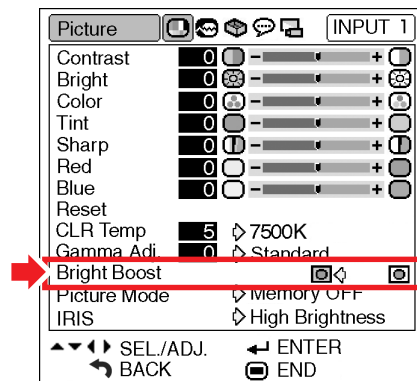 Picture INPUT 1
Contrast 0 - +
Bright 0 - +
Color 0 - +
Tint 0 - +
Sharp 0 - +
Red 0 - +
Blue 0 - +
Reset
CLR Temp 5 7500K
Gamma Adj. 0 Standard
Bright Boost
Picture Mode Memory OFF
IRIS High Brightness
SEL./ADJ. ENTER
BACK END